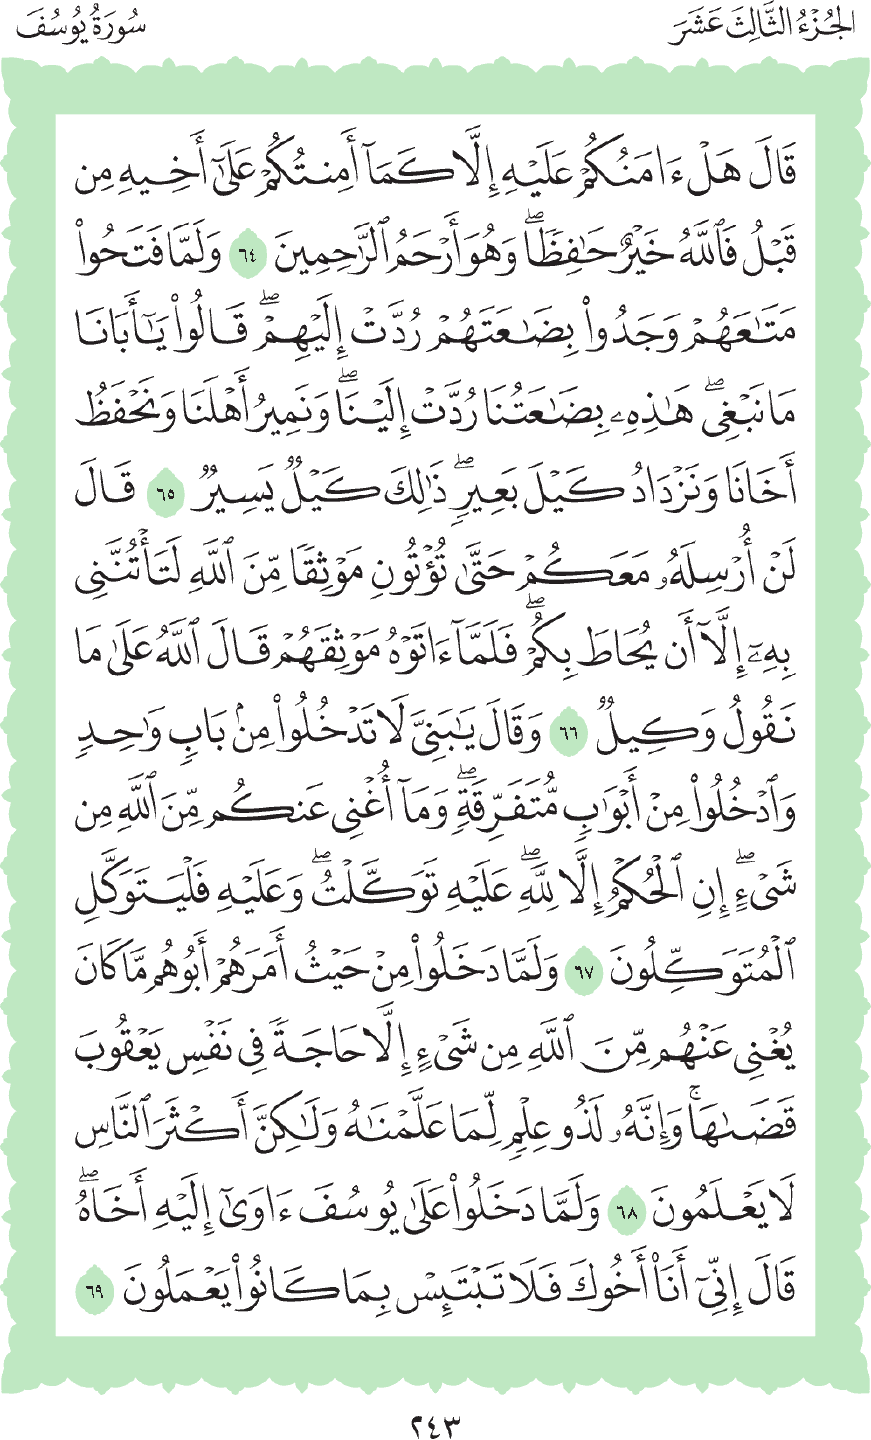 الجُزْءُ الثَّالِثَ عَشَرَ
سُورَةُ يُوسُفَ
قَالَ هَلْ ءَامَنُكُمْ عَلَيْهِ إِلَّا كَمَآ أَمِنتُكُمْ عَلَىٰٓ أَخِيهِ مِن
قَبْلُ فَٱللَّهُ خَيْرٌ حَٰفِظًاۖ وَهُوَ أَرْحَمُ ٱلرَّٰحِمِينَ ٦٤ وَلَمَّا فَتَحُوا۟
مَتَٰعَهُمْ وَجَدُوا۟ بِضَٰعَتَهُمْ رُدَّتْ إِلَيْهِمْۖ قَالُوا۟ يَٰٓأَبَانَا
مَا نَبْغِىۖ هَٰذِهِۦ بِضَٰعَتُنَا رُدَّتْ إِلَيْنَاۖ وَنَمِيرُ أَهْلَنَا وَنَحْفَظُ
أَخَانَا وَنَزْدَادُ كَيْلَ بَعِيرٍۖ ذَٰلِكَ كَيْلٌ يَسِيرٌ ٦٥ قَالَ
لَنْ أُرْسِلَهُۥ مَعَكُمْ حَتَّىٰ تُؤْتُونِ مَوْثِقًا مِّنَ ٱللَّهِ لَتَأْتُنَّنِى
بِهِۦٓ إِلَّآ أَن يُحَاطَ بِكُمْۖ فَلَمَّآ ءَاتَوْهُ مَوْثِقَهُمْ قَالَ ٱللَّهُ عَلَىٰ مَا
نَقُولُ وَكِيلٌ ٦٦ وَقَالَ يَٰبَنِىَّ لَا تَدْخُلُوا۟ مِنۢ بَابٍ وَٰحِدٍ
وَٱدْخُلُوا۟ مِنْ أَبْوَٰبٍ مُّتَفَرِّقَةٍۖ وَمَآ أُغْنِى عَنكُم مِّنَ ٱللَّهِ مِن
شَىْءٍۖ إِنِ ٱلْحُكْمُ إِلَّا لِلَّهِۖ عَلَيْهِ تَوَكَّلْتُۖ وَعَلَيْهِ فَلْيَتَوَكَّلِ
ٱلْمُتَوَكِّلُونَ ٦٧ وَلَمَّا دَخَلُوا۟ مِنْ حَيْثُ أَمَرَهُمْ أَبُوهُم مَّا كَانَ
يُغْنِى عَنْهُم مِّنَ ٱللَّهِ مِن شَىْءٍ إِلَّا حَاجَةً فِى نَفْسِ يَعْقُوبَ
قَضَىٰهَاۚ وَإِنَّهُۥ لَذُو عِلْمٍ لِّمَا عَلَّمْنَٰهُ وَلَٰكِنَّ أَكْثَرَ ٱلنَّاسِ
لَا يَعْلَمُونَ ٦٨ وَلَمَّا دَخَلُوا۟ عَلَىٰ يُوسُفَ ءَاوَىٰٓ إِلَيْهِ أَخَاهُۖ
قَالَ إِنِّىٓ أَنَا۠ أَخُوكَ فَلَا تَبْتَئِسْ بِمَا كَانُوا۟ يَعْمَلُونَ ٦٩
٢٤٣